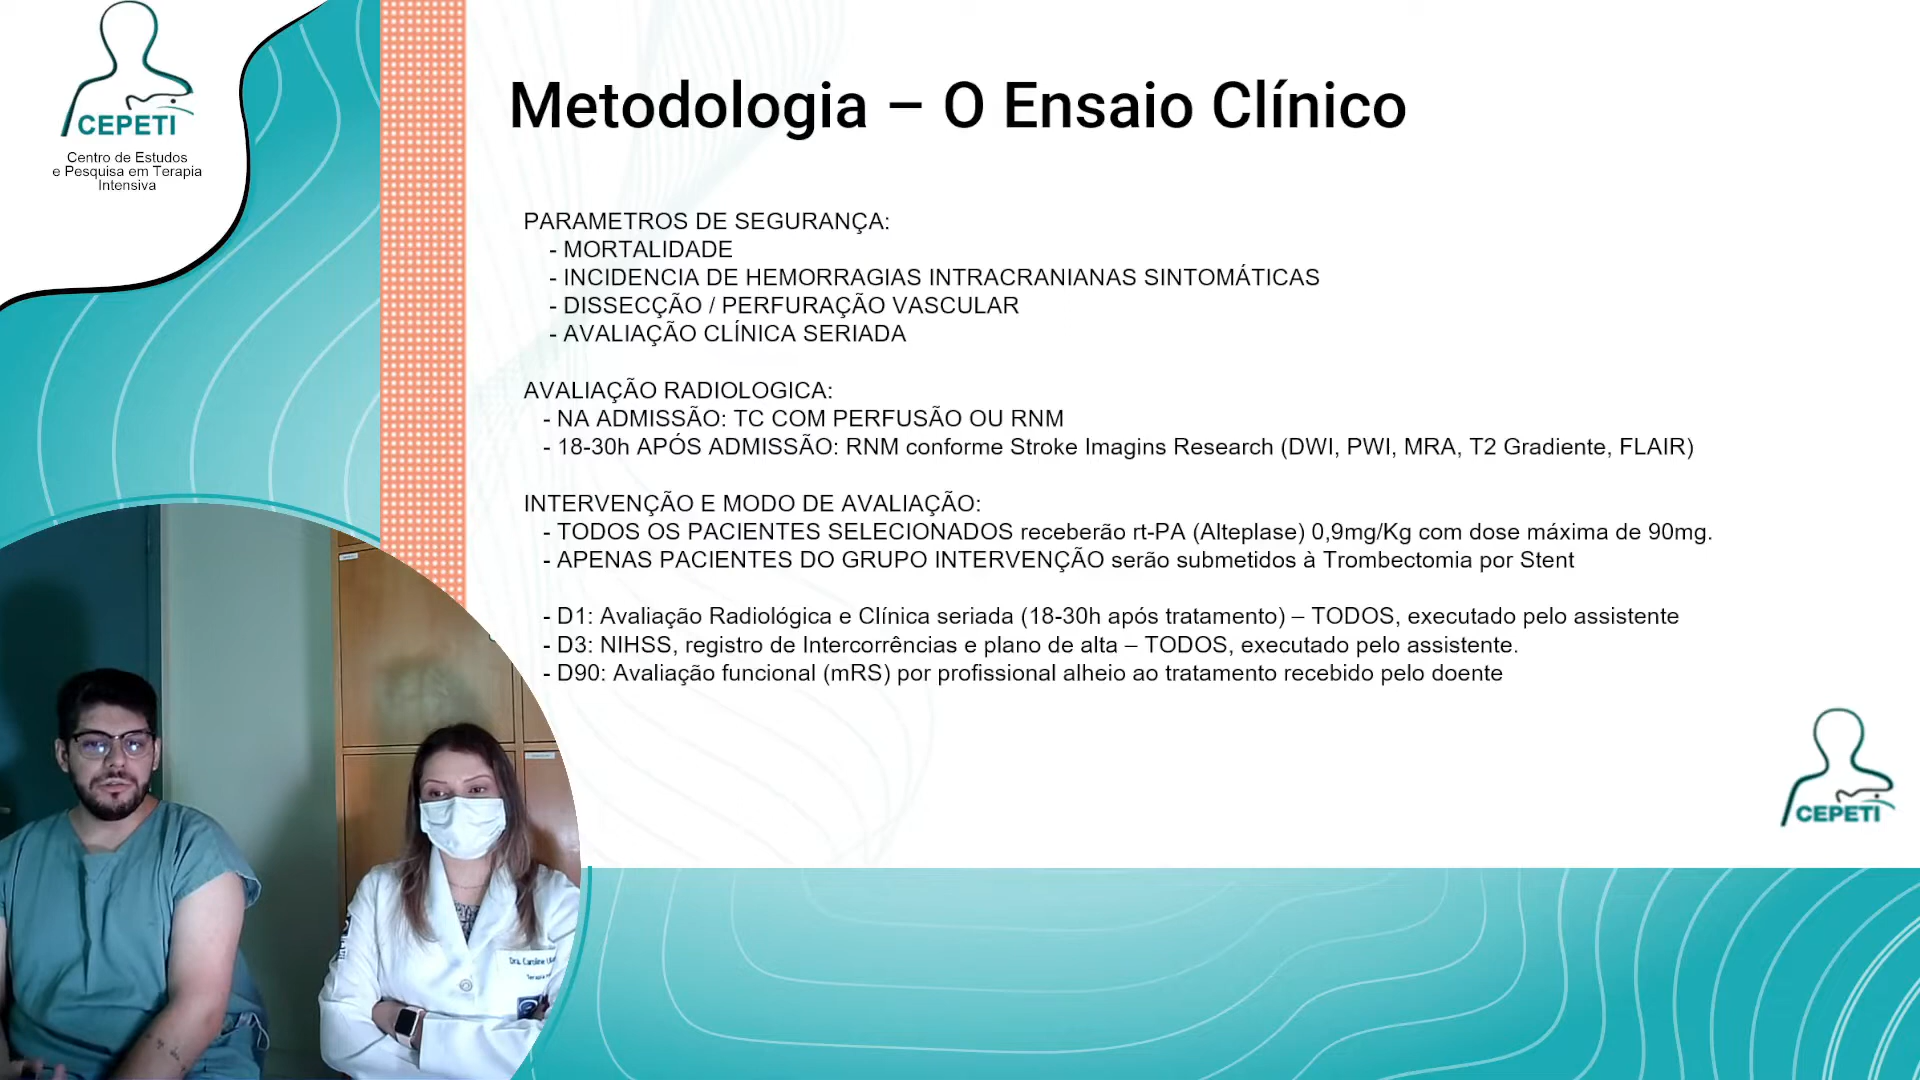 CEPETI
Centro de Estudos
e Pesquisa em Terapia
Intensiva
Metodologia – O Ensaio Clínico
PARAMETROS DE SEGURANÇA:
- MORTALIDADE
- INCIDENCIA DE HEMORRAGIAS INTRACRANIANAS SINTOMÁTICAS
- DISSECÇÃO / PERFURAÇÃO VASCULAR
- AVALIAÇÃO CLÍNICA SERIADA
AVALIAÇÃO RADIOLOGICA:
- NA ADMISSÃO: TC COM PERFUSÃO OU RNM
- 18-30h APÓS ADMISSÃO: RNM conforme Stroke Imagins Research (DWI, PWI, MRA, T2 Gradiente, FLAIR)
INTERVENÇÃO E MODO DE AVALIAÇÃO:
- TODOS OS PACIENTES SELECIONADOS receberão rt-PA (Alteplase) 0,9mg/Kg com dose máxima de 90mg.
- APENAS PACIENTES DO GRUPO INTERVENÇÃO serão submetidos à Trombectomia por Stent
- D1: Avaliação Radiológica e Clínica seriada (18-30h após tratamento) – TODOS, executado pelo assistente
- D3: NIHSS, registro de Intercorrências e plano de alta – TODOS, executado pelo assistente.
- D90: Avaliação funcional (mRS) por profissional alheio ao tratamento recebido pelo doente
CEPETI
Dra. Caroline